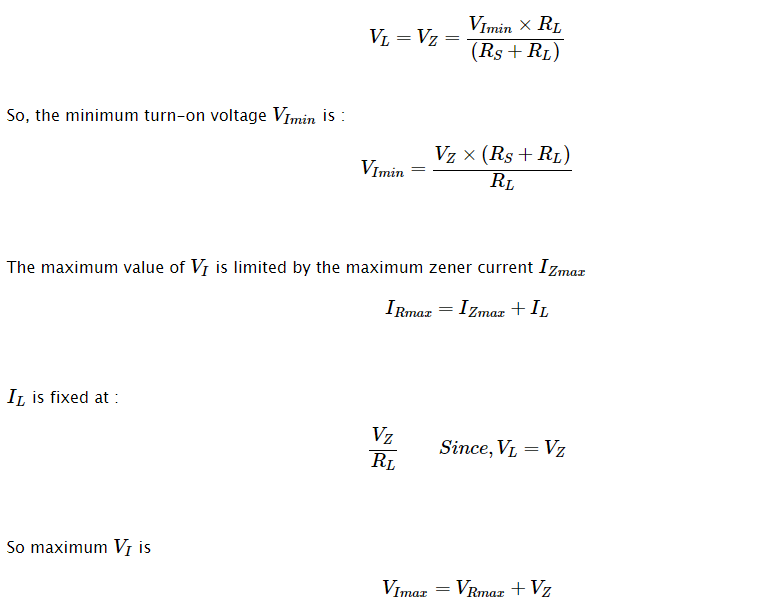 V_L = V_Z = \frac{V_{Imin} × R_L}{(R_S + R_L)}
So, the minimum turn-on voltage V_{Imin} is :
V_{Imin} = \frac{V_Z × (R_S + R_L)}{R_L}
The maximum value of V_I is limited by the maximum zener current I_{Zmax}
I_{Rmax} = I_{Zmax} + I_L
I_L is fixed at :
\frac{V_Z}{R_L} Since, V_L = V_Z
So maximum V_I is
V_{Imax} = V_{Rmax} + V_Z